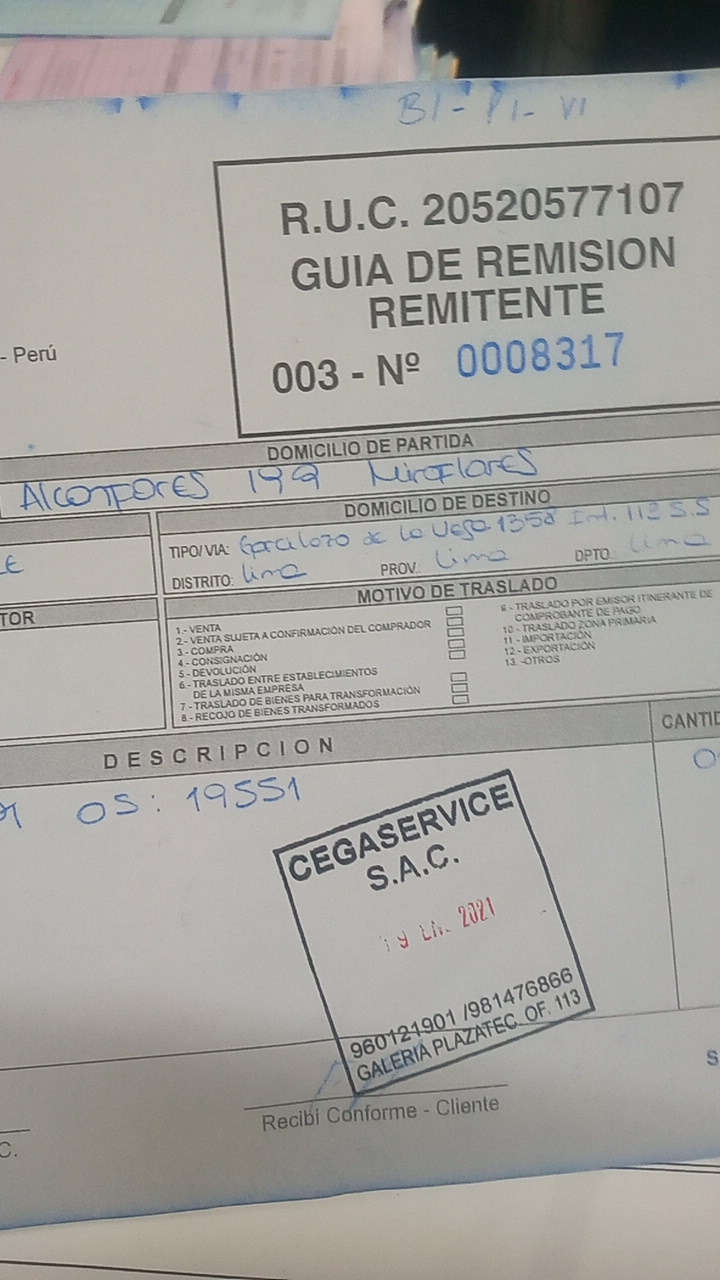 BI-PI-VI
R.U.C. 20520577107
GUIA DE REMISION
REMITENTE
- Perú
003 - Nº 0008317
DOMICILIO DE PARTIDA
Alcanfores 199 Miraflores
DOMICILIO DE DESTINO
TIPO/ VIA: Garcilazo de la Vega 1358 Int. 112 S.S
DISTRITO: Lima PROV.: Lima DPTO.: Lima
TOR
MOTIVO DE TRASLADO
1.- VENTA
2.- VENTA SUJETA A CONFIRMACIÓN DEL COMPRADOR
3.- COMPRA
4.- CONSIGNACIÓN
5.- DEVOLUCIÓN
6.- TRASLADO ENTRE ESTABLECIMIENTOS
DE LA MISMA EMPRESA
7.- TRASLADO DE BIENES PARA TRANSFORMACIÓN
8.- RECOJO DE BIENES TRANSFORMADOS
9.- TRASLADO POR EMISOR ITINERANTE DE
COMPROBANTE DE PAGO
10.- TRASLADO ZONA PRIMARIA
11.- IMPORTACIÓN
12.- EXPORTACIÓN
13.-OTROS
DESCRIPCION
CANTID
OS: 19551
CEGASERVICE
S.A.C.
19 2021
960121901 /981476866
GALERIA PLAZATEC. OF. 113
Recibí Conforme - Cliente
C.
S